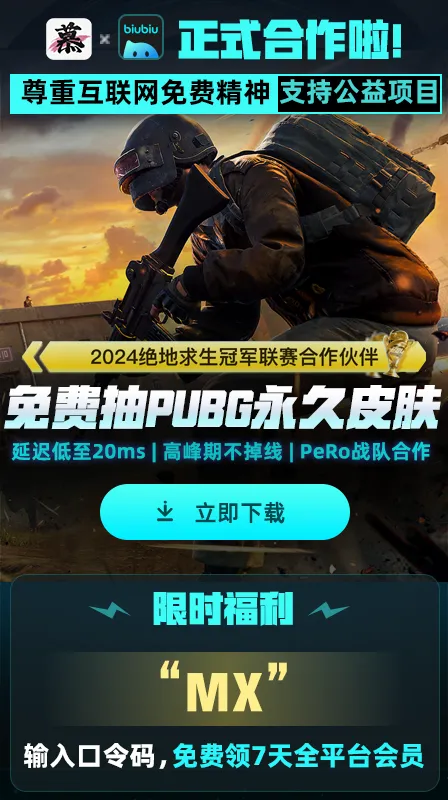 慕 × biubiu 正式合作啦!
尊重互联网免费精神 支持公益项目
2024绝地求生冠军联赛合作伙伴
免费抽PUBG永久皮肤
延迟低至20ms | 高峰期不掉线 | PeRo战队合作
立即下载
限时福利
“MX”
输入口令码,免费领7天全平台会员